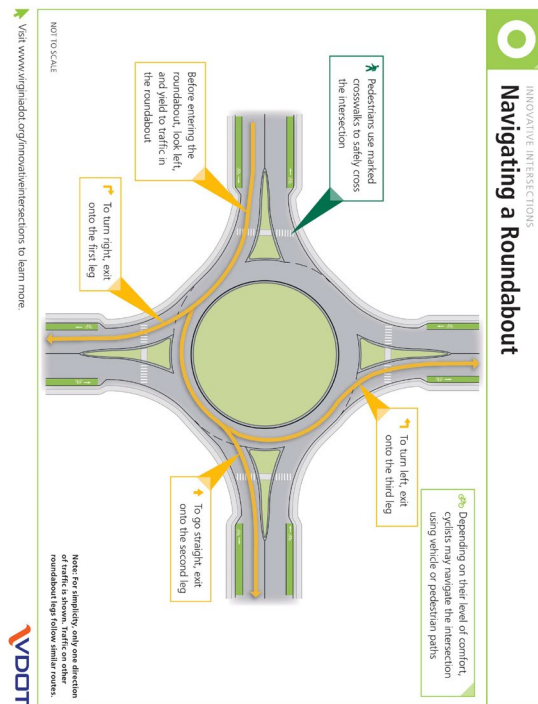 INNOVATIVE INTERSECTIONS
Navigating a Roundabout
Pedestrians use marked
crosswalks to safely cross
the intersection
Depending on their level of comfort,
cyclists may navigate the intersection
using vehicle or pedestrian paths
To turn left, exit
onto the third leg
Before entering the
roundabout, look left,
and yield to traffic in
the roundabout
To turn right, exit
onto the first leg
To go straight, exit
onto the second leg
NOT TO SCALE
Note: For simplicity, only one direction
of traffic is shown. Traffic on other
roundabout legs follow similar routes.
Visit www.virginiadot.org/innovativeintersections to learn more.
VDOT